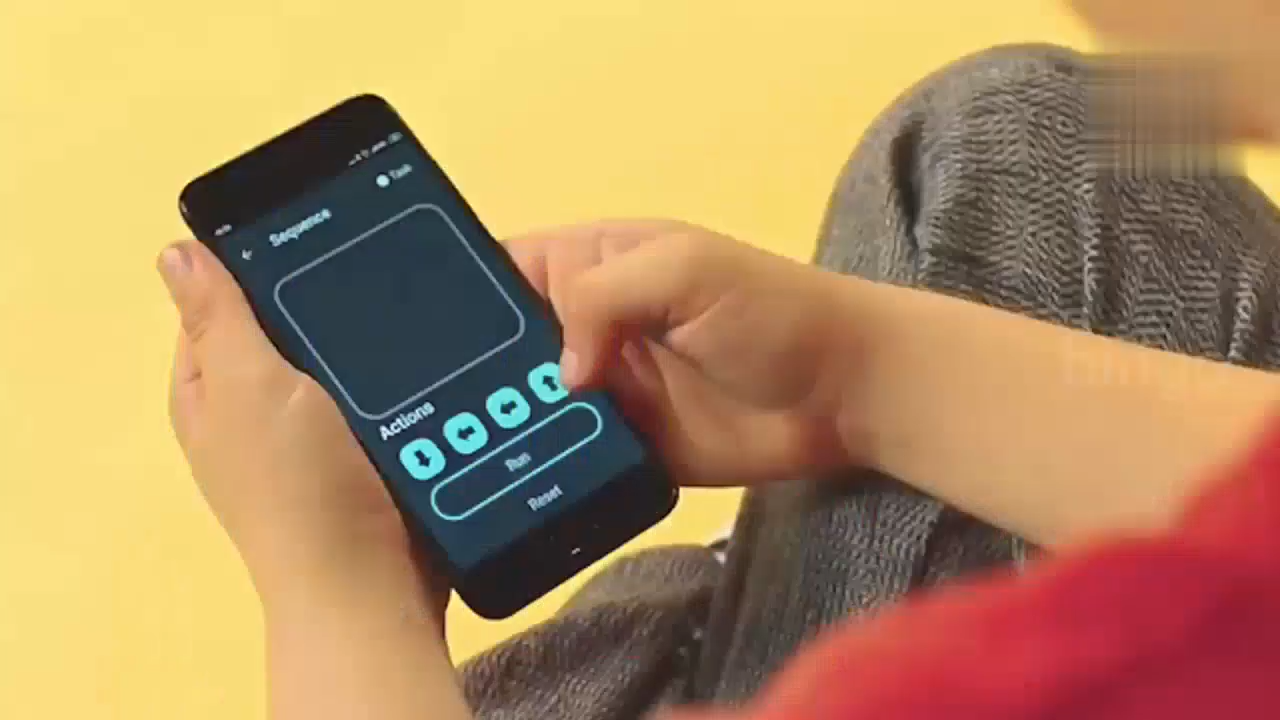 Task
Sequence
Actions
Run
Reset